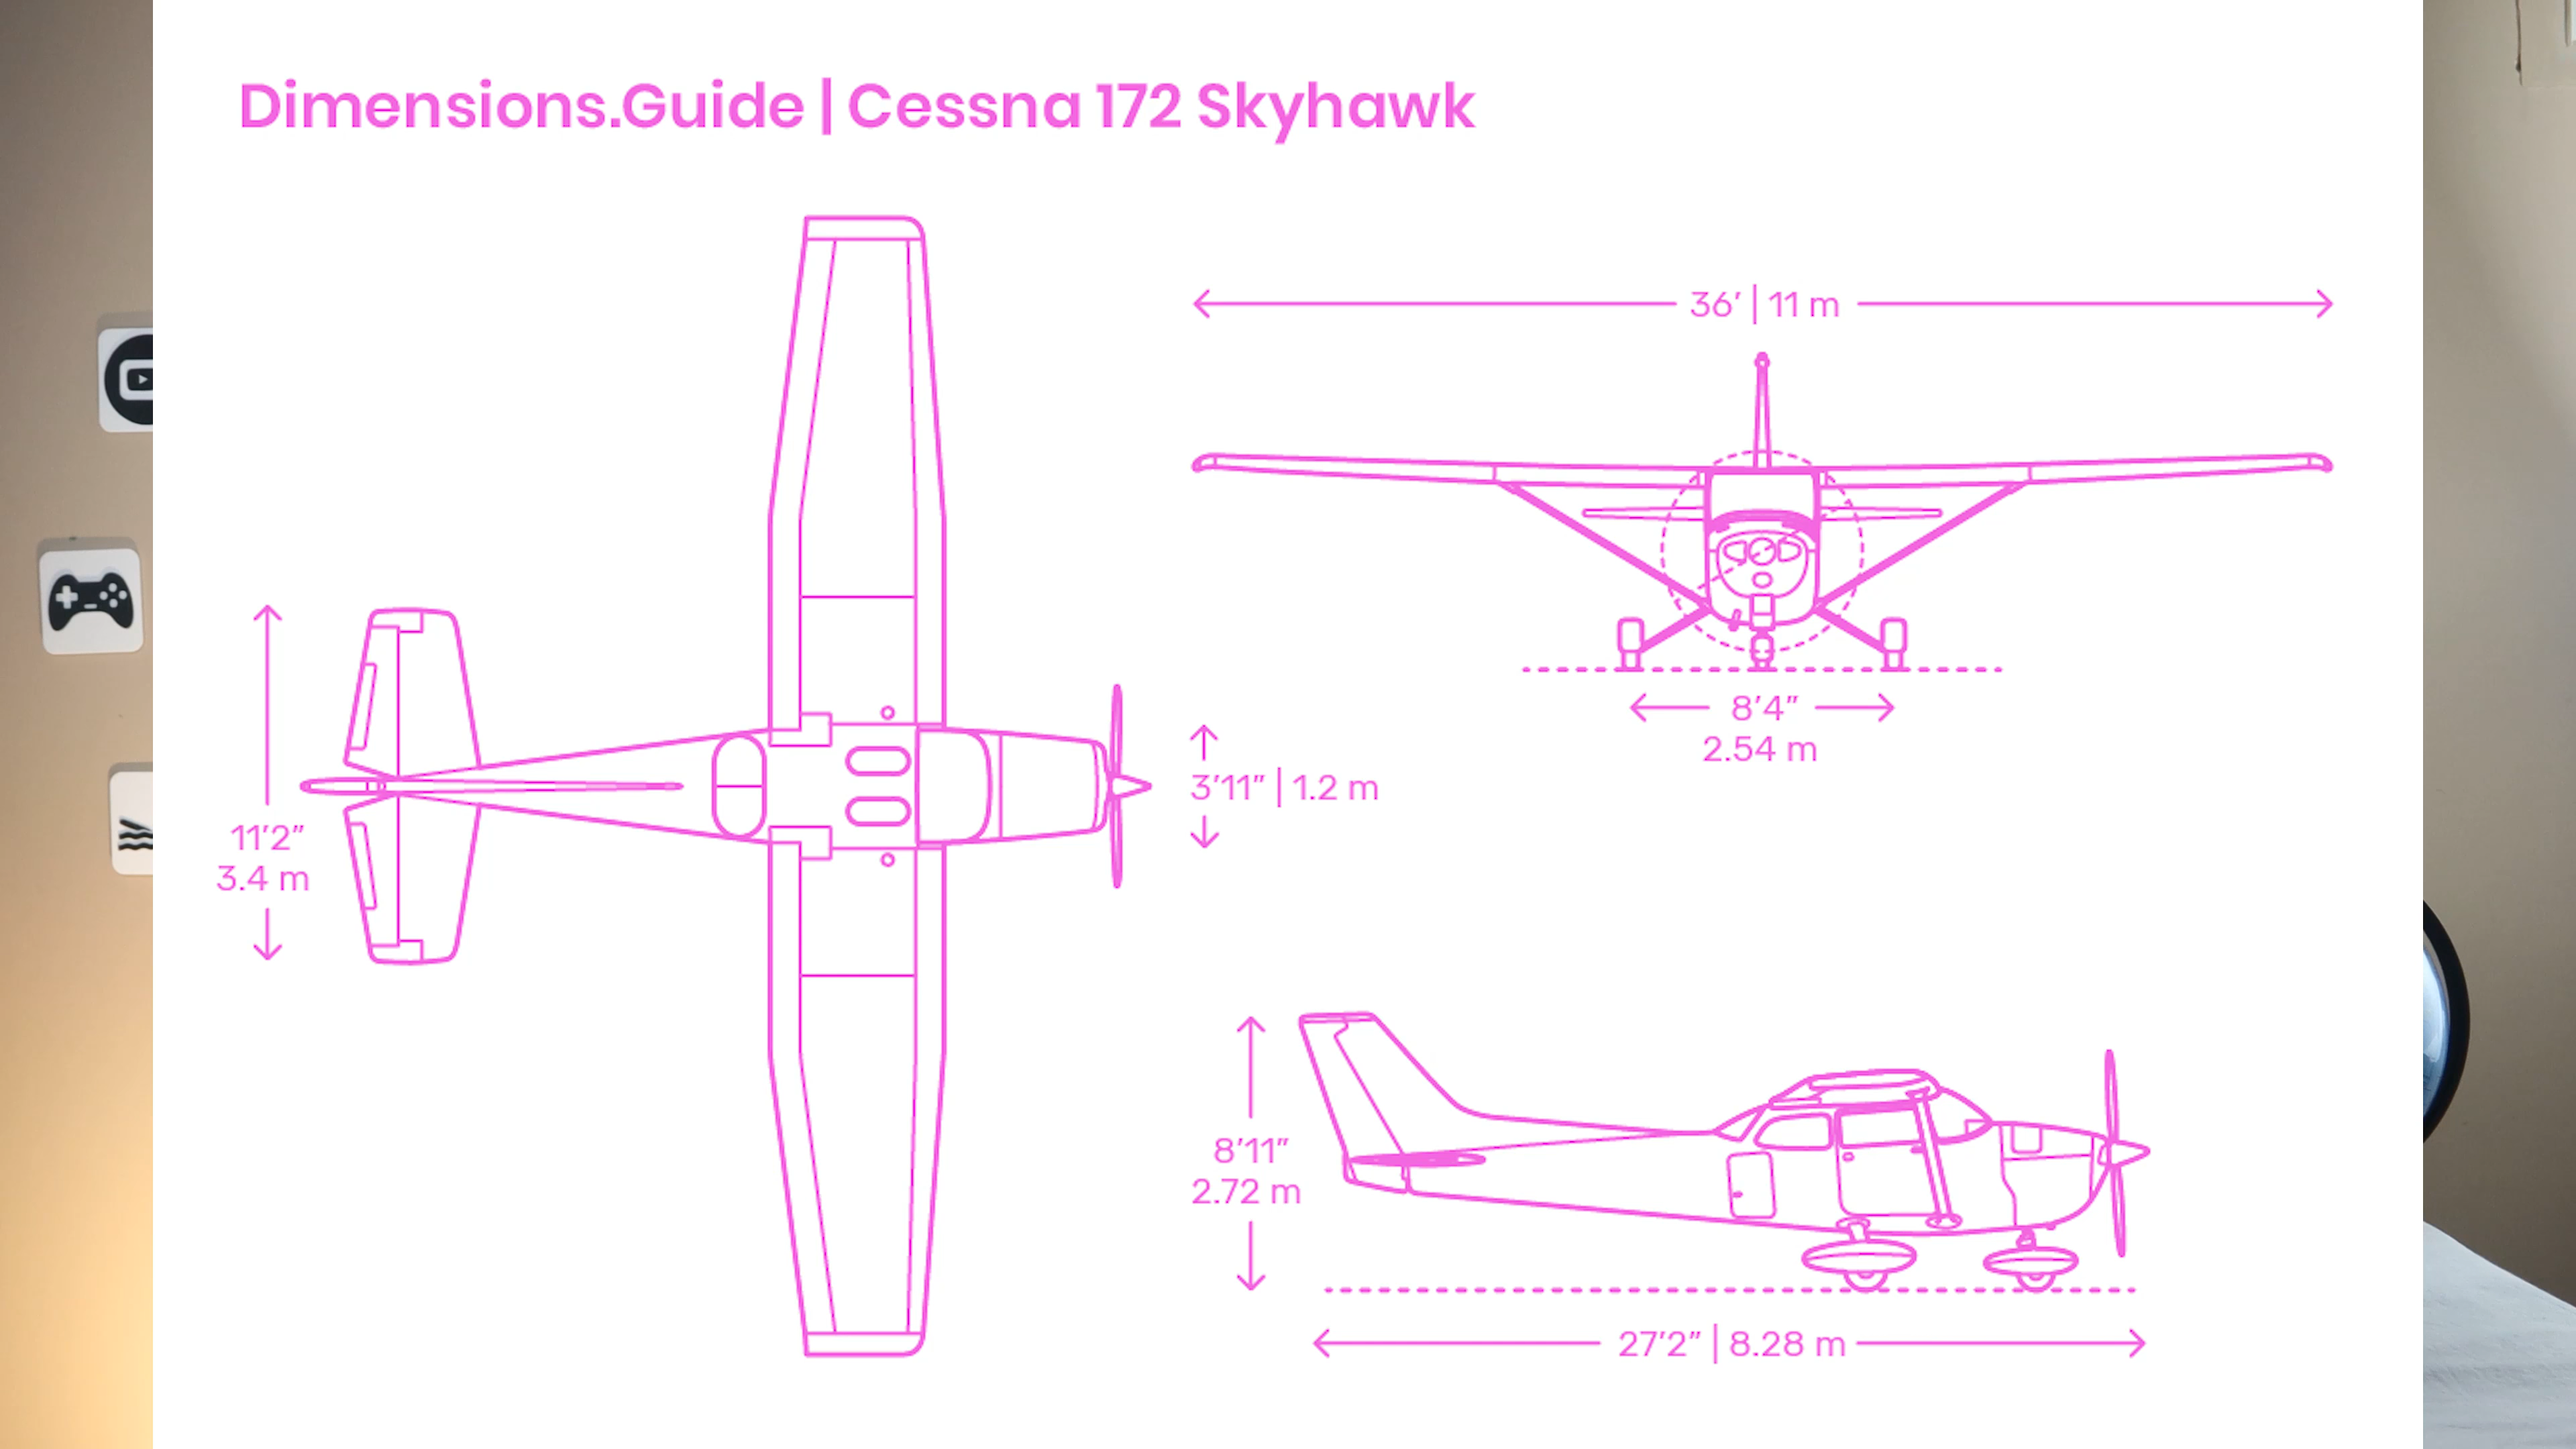 Dimensions.Guide | Cessna 172 Skyhawk
36′ | 11 m
8′4″
2.54 m
3′11″ | 1.2 m
11′2″
3.4 m
8′11″
2.72 m
27′2″ | 8.28 m